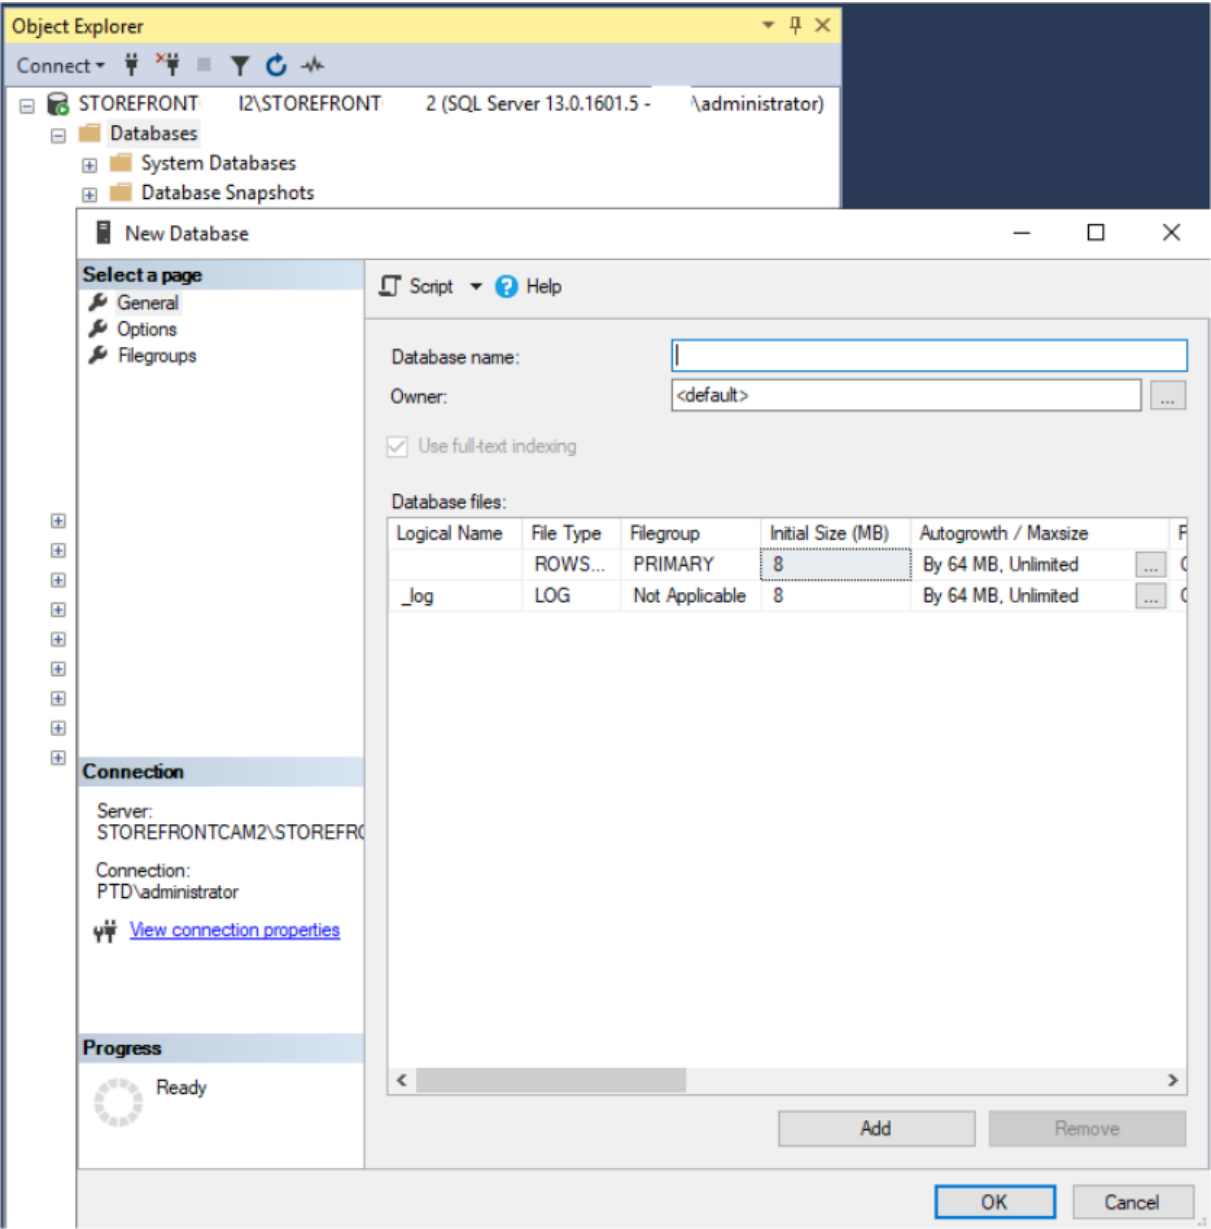 Object Explorer
Connect
STOREFRONT I2\STOREFRONT 2 (SQL Server 13.0.1601.5 - \administrator)
Databases
System Databases
Database Snapshots
New Database
Select a page
General
Options
Filegroups
Script Help
Database name:
Owner: <default> ...
Use full-text indexing
Database files:
Logical Name File Type Filegroup Initial Size (MB) Autogrowth / Maxsize
ROWS... PRIMARY 8 By 64 MB, Unlimited ...
_log LOG Not Applicable 8 By 64 MB, Unlimited ...
Connection
Server:
STOREFRONTCAM2\STOREFR
Connection:
PTD\administrator
View connection properties
Progress
Ready
Add Remove
OK Cancel